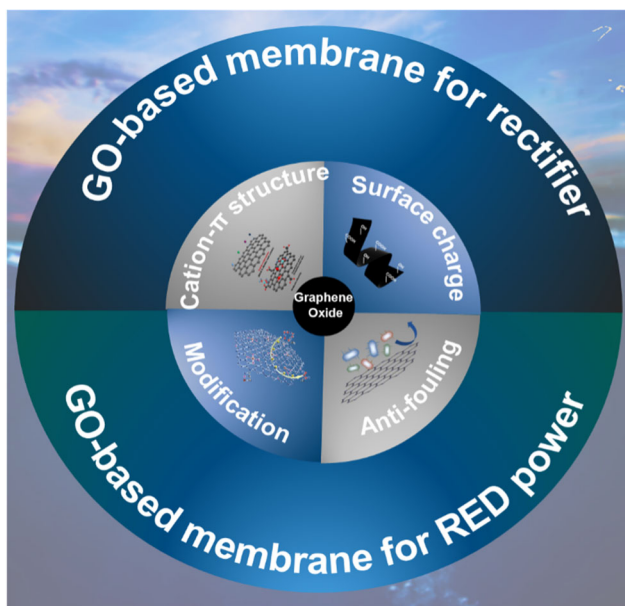 GO-based membrane for rectifier
Cation-π structure
Surface charge
Graphene
Oxide
Modification
Anti-fouling
GO-based membrane for RED power